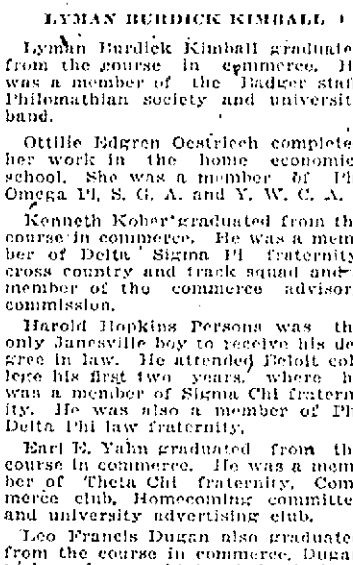 LYMAN BURDICK KIMBALL
Lyman Burdick Kimball graduate
from the course in commerce. H
was a member of the Badger staf
Philomathian society and universit
band.
Ottilie Edgren Oestrich complete
her work in the home economic
school. She was a member of Ph
Omega Pi, S. G. A. and Y. W. C. A.
Kenneth Koher graduated from th
course in commerce. He was a mem
ber of Delta Sigma Pi fraternity
cross country and track squad and
member of the commerce advisor
commission.
Harold Hopkins Persons was th
only Janesville boy to receive his de
gree in law. He attended Beloit col
lege his first two years, where h
was a member of Sigma Chi fratern
ity. He was also a member of Ph
Delta Phi law fraternity.
Earl E. Yahn graduated from th
course in commerce. He was a mem
ber of Theta Chi fraternity, Com
merce club, Homecoming committe
and university advertising club.
Leo Francis Dugan also graduate
from the course in commerce. Duga